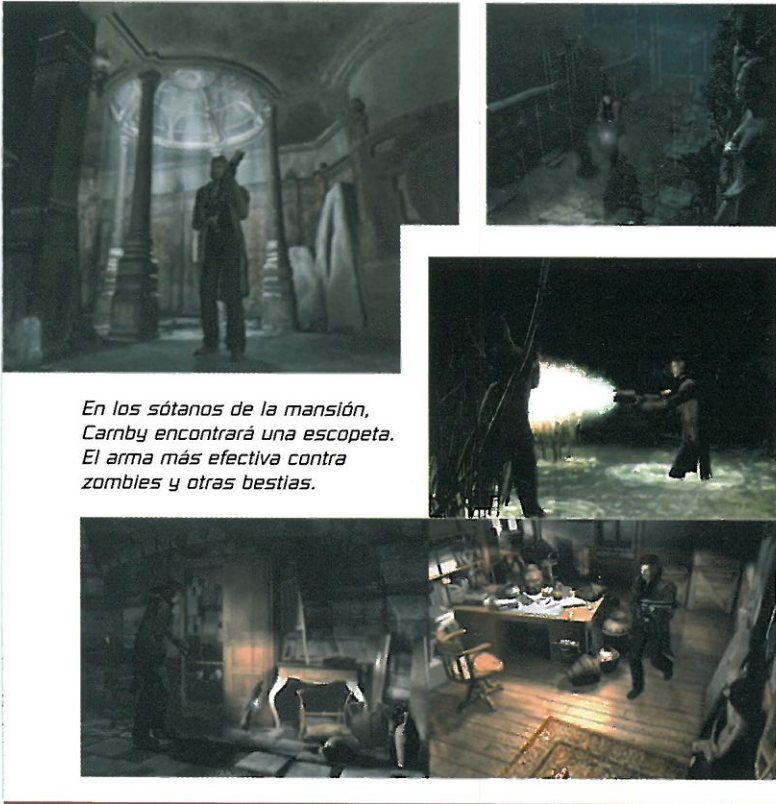 En los sótanos de la mansión,
Carnby encontrará una escopeta.
El arma más efectiva contra
zombies y otras bestias.